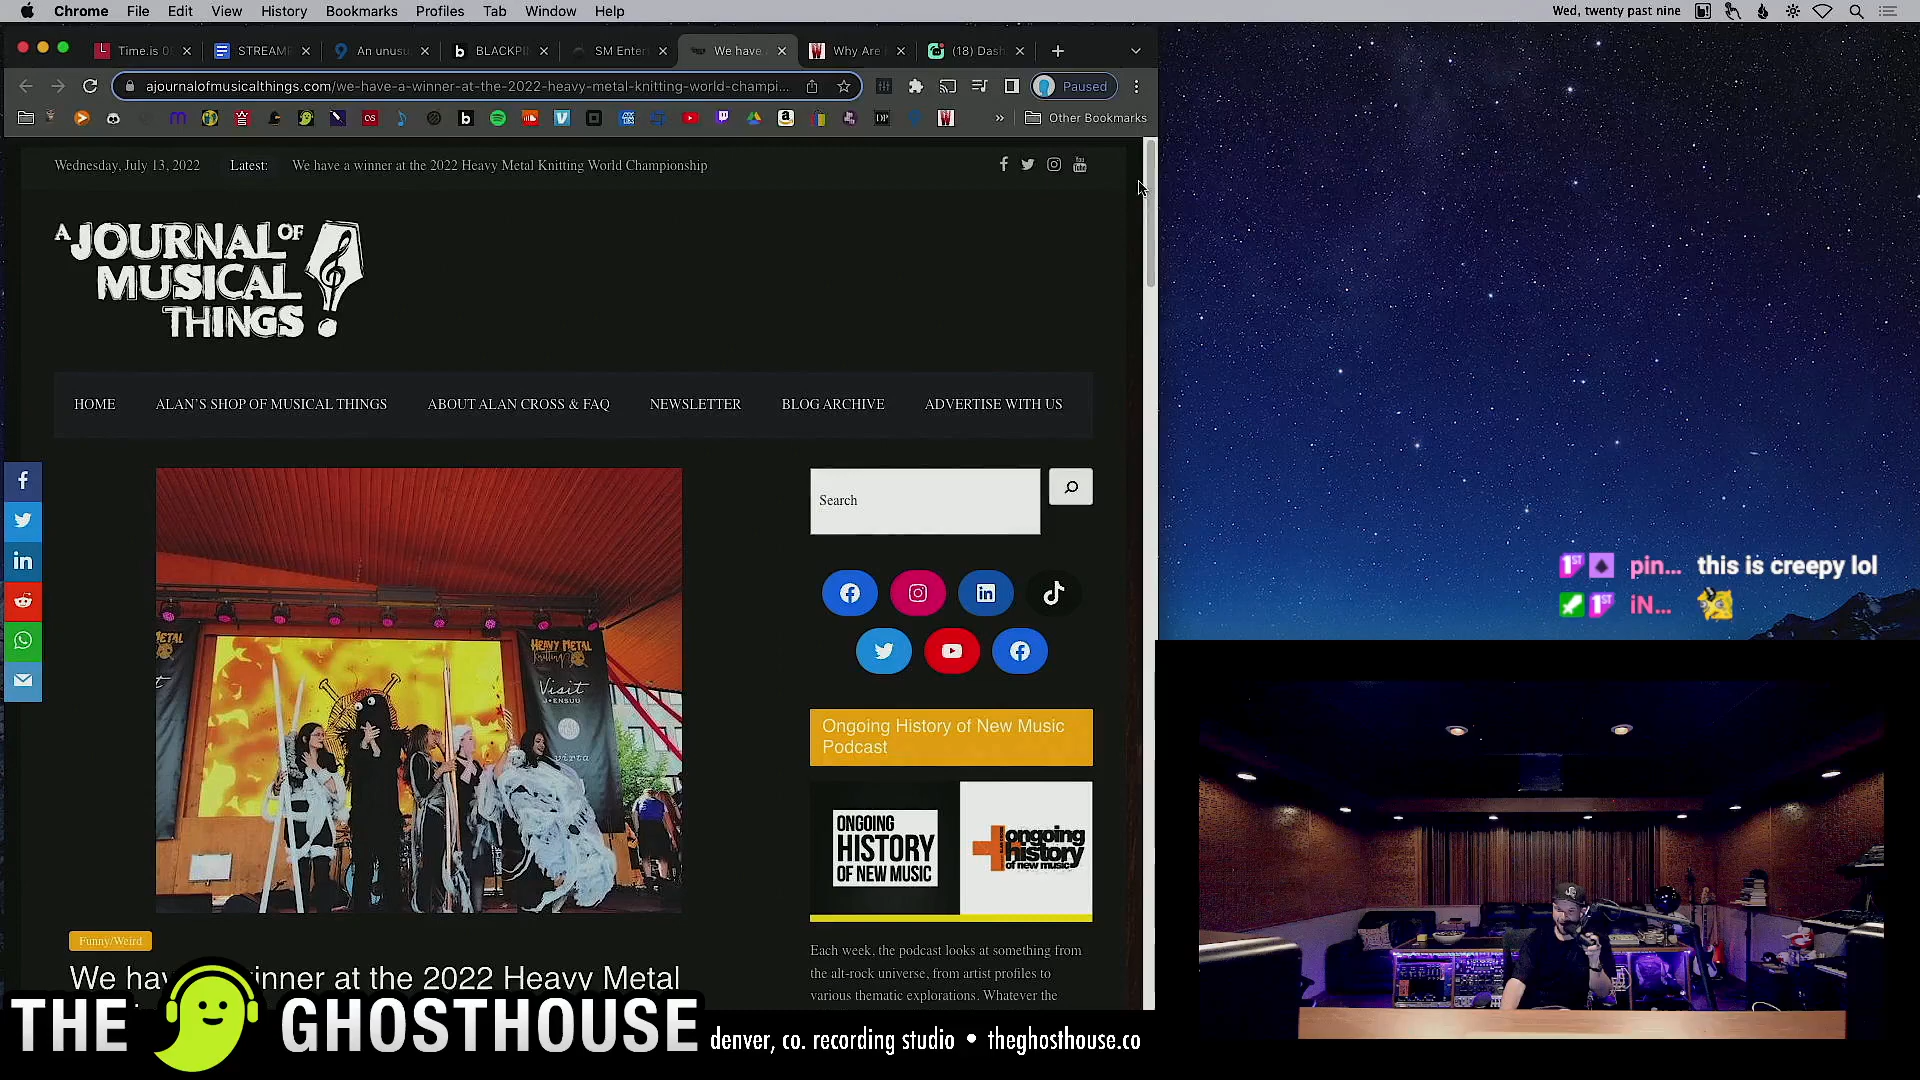 Chrome File Edit View History Bookmarks Profiles Tab Window Help
Wed, twenty past nine
Time.is
STREAM
An unusu
BLACKPI
SM Enter
We have
Why Are
(18) Dash
ajournalofmusicalthings.com/we-have-a-winner-at-the-2022-heavy-metal-knitting-world-champi...
Paused
Other Bookmarks
Wednesday, July 13, 2022
Latest:
We have a winner at the 2022 Heavy Metal Knitting World Championship
A JOURNAL OF
MUSICAL
THINGS
HOME
ALAN'S SHOP OF MUSICAL THINGS
ABOUT ALAN CROSS & FAQ
NEWSLETTER
BLOG ARCHIVE
ADVERTISE WITH US
Search
HEAVY METAL
Knitting
Visit
JOENSUU
Ongoing History of New Music
Podcast
ONGOING
HISTORY
OF NEW MUSIC
ongoing
history
of new music
Each week, the podcast looks at something from
the alt-rock universe, from artist profiles to
various thematic explorations. Whatever the
Funny/Weird
We hav winner at the 2022 Heavy Metal
THE GHOSTHOUSE
denver, co. recording studio • theghosthouse.co
pin... this is creepy lol
iN...